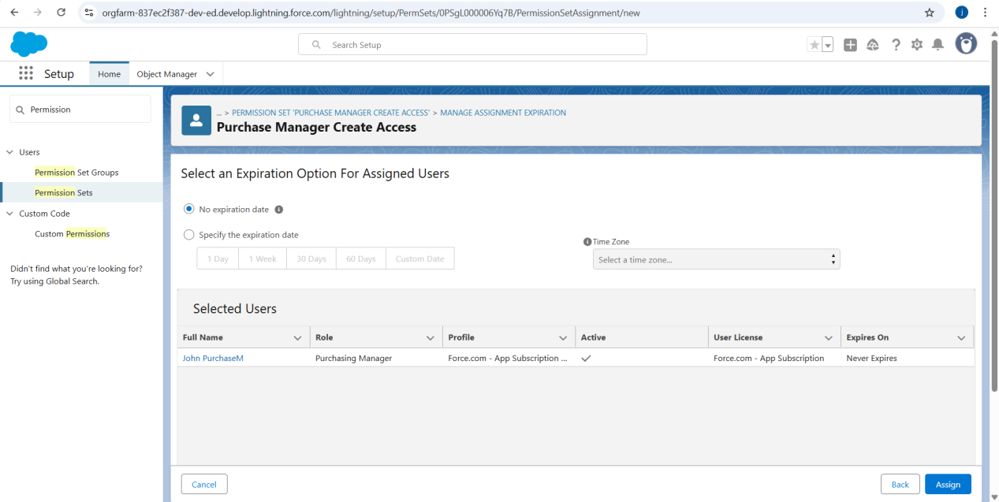 orgfarm-837ec2f387-dev-ed.develop.lightning.force.com/lightning/setup/PermSets/0PSgL000006Yq7B/PermissionSetAssignment/new
j
Search Setup
Setup
Home
Object Manager
Permission
Users
Permission Set Groups
Permission Sets
Custom Code
Custom Permissions
Didn't find what you're looking for?
Try using Global Search.
... > PERMISSION SET 'PURCHASE MANAGER CREATE ACCESS' > MANAGE ASSIGNMENT EXPIRATION
Purchase Manager Create Access
Select an Expiration Option For Assigned Users
No expiration date
Specify the expiration date
1 Day 1 Week 30 Days 60 Days Custom Date
Time Zone
Select a time zone...
Selected Users
Full Name Role Profile Active User License Expires On
John PurchaseM Purchasing Manager Force.com - App Subscription ... Force.com - App Subscription Never Expires
Cancel Back Assign